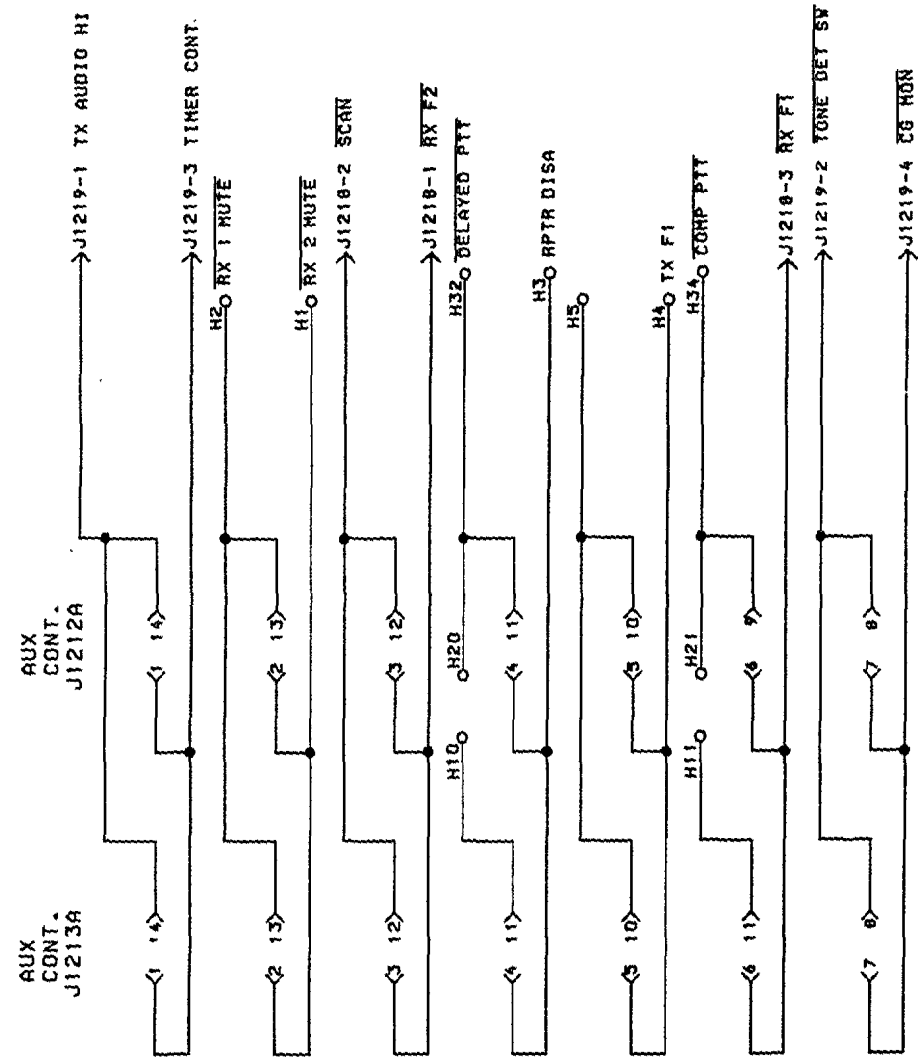 AUX
CONT.
J1213A
AUX
CONT.
J1212A
J1219-1 TX AUDIO HI
1 14
1 14
J1219-3 TIMER CONT.
H2 RX 1 MUTE
2 13
2 13
H1 RX 2 MUTE
J1218-2 SCAN
3 12
3 12
J1218-1 RX F2
H32 DELAYED PTT
H10
H20
4 11
4 11
H3 RPTR DISA
H5
5 10
5 10
H4 TX F1
H34 COMP PTT
H11
H21
6 11
6 9
J1218-3 RX F1
J1219-2 TONE DET SW
7 8
7 8
J1219-4 CG MON